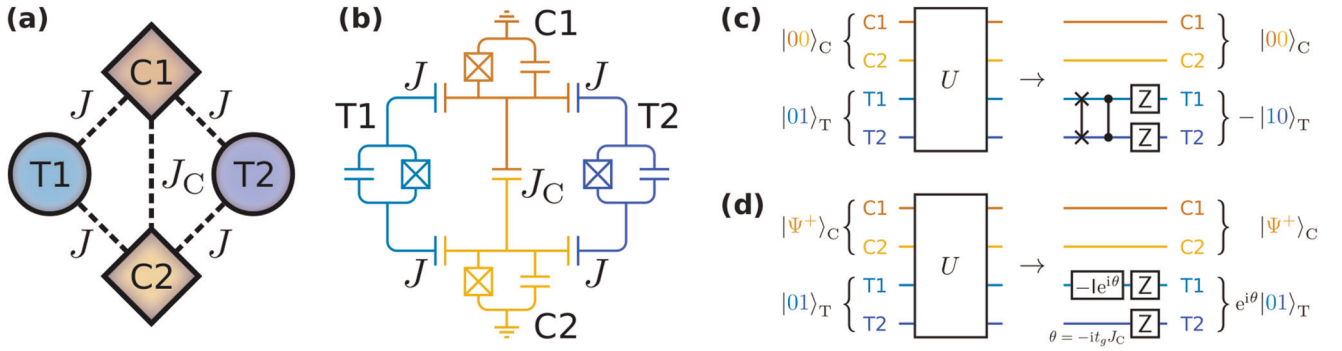 (a)
C1
J
J
T1
T2
J_C
J
J
C2
(b)
C1
J
J
T1
T2
J_C
J
J
C2
(c)
|00⟩_C { C1 C2
|01⟩_T { T1 T2
U
→
Z
Z
C1 C2 } |00⟩_C
T1 T2 } −|10⟩_T
(d)
|Ψ⁺⟩_C { C1 C2
|01⟩_T { T1 T2
U
→
−Ie^{iθ} Z
Z
θ = −it_g J_C
C1 C2 } |Ψ⁺⟩_C
T1 T2 } e^{iθ}|01⟩_T